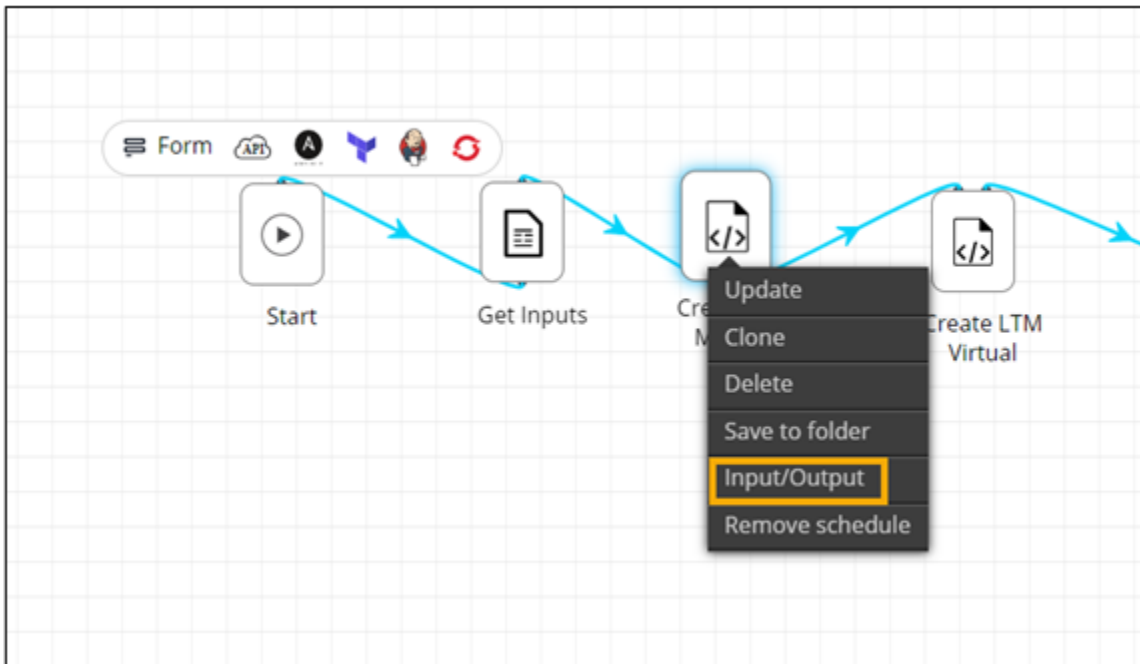 Form
API
A
Start
Get Inputs
Update
Clone
Delete
Save to folder
Input/Output
Remove schedule
Create LTM
Virtual